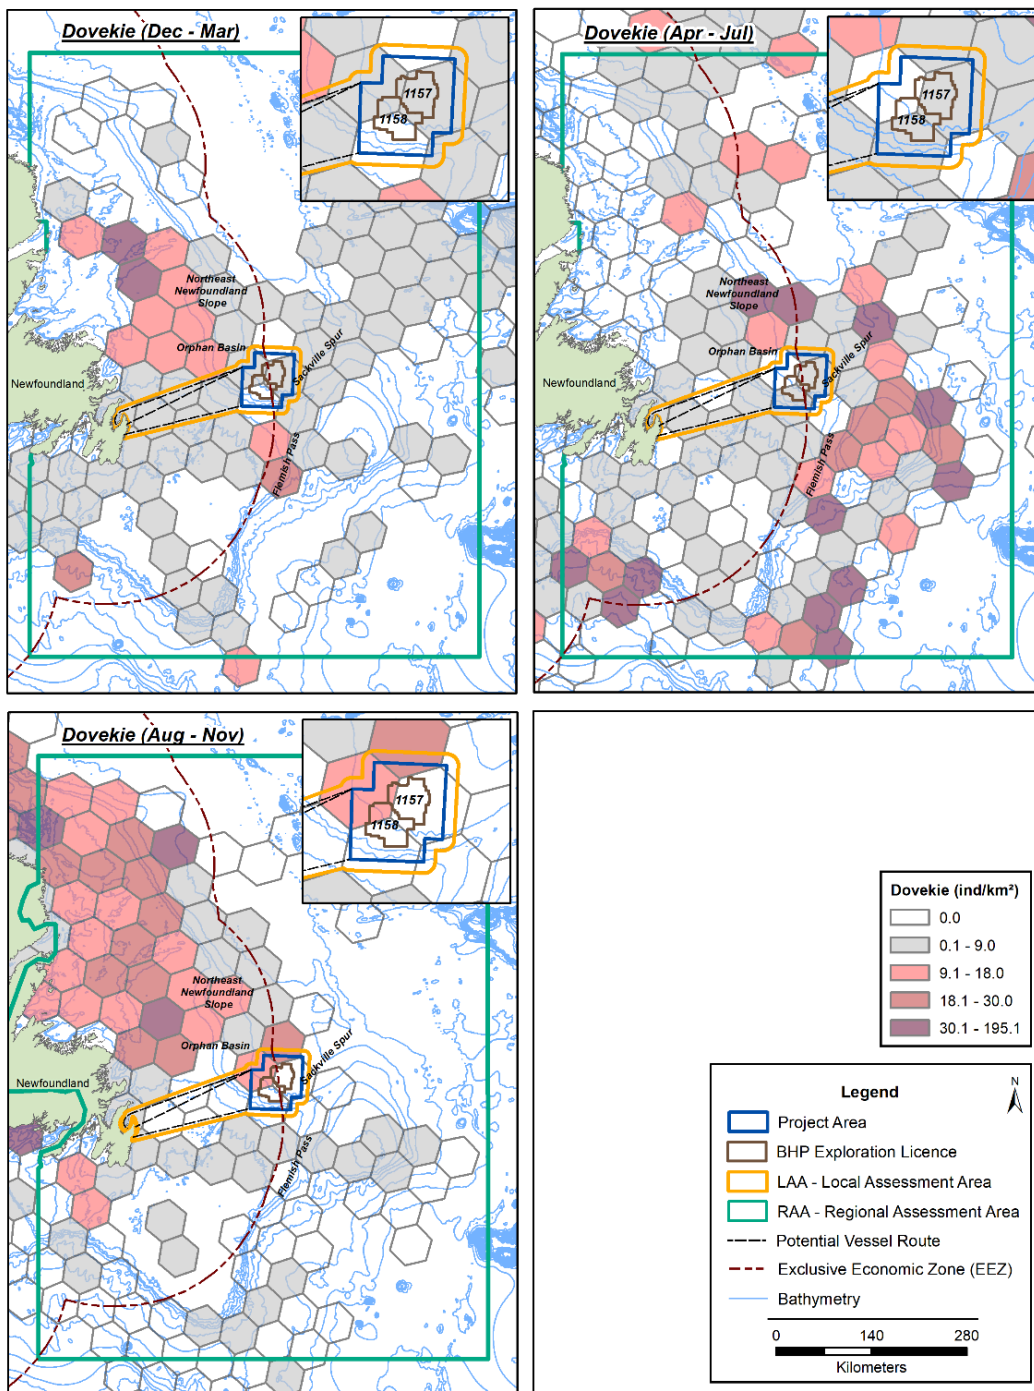 Dovekie (Dec - Mar)
1157
1158
Northeast
Newfoundland
Slope
Orphan Basin
Sackville Spur
Newfoundland
Flemish Pass
Dovekie (Apr - Jul)
1157
1158
Northeast
Newfoundland
Slope
Orphan Basin
Sackville Spur
Newfoundland
Flemish Pass
Dovekie (Aug - Nov)
1157
1158
Northeast
Newfoundland
Slope
Orphan Basin
Sackville Spur
Newfoundland
Flemish Pass
Dovekie (ind/km²)
0.0
0.1 - 9.0
9.1 - 18.0
18.1 - 30.0
30.1 - 195.1
Legend
N
Project Area
BHP Exploration Licence
LAA - Local Assessment Area
RAA - Regional Assessment Area
Potential Vessel Route
Exclusive Economic Zone (EEZ)
Bathymetry
0 140 280
Kilometers